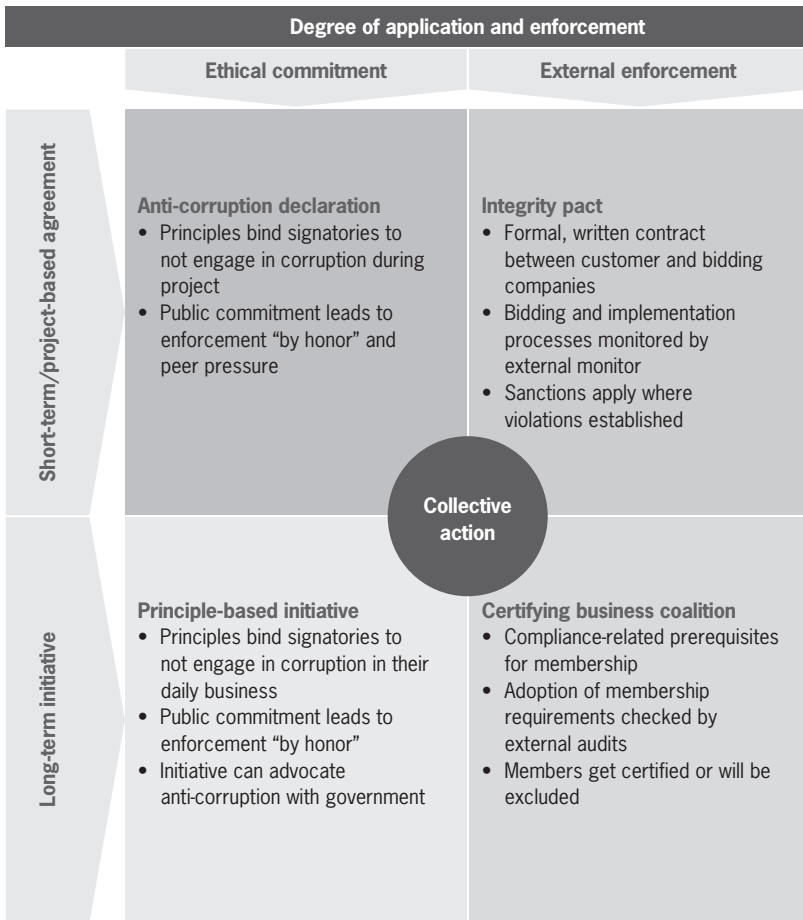 Degree of application and enforcement
Ethical commitment
External enforcement
Short-term/project-based agreement
Anti-corruption declaration
• Principles bind signatories to
not engage in corruption during
project
• Public commitment leads to
enforcement “by honor” and
peer pressure
Integrity pact
• Formal, written contract
between customer and bidding
companies
• Bidding and implementation
processes monitored by
external monitor
• Sanctions apply where
violations established
Collective
action
Long-term initiative
Principle-based initiative
• Principles bind signatories to
not engage in corruption in their
daily business
• Public commitment leads to
enforcement “by honor”
• Initiative can advocate
anti-corruption with government
Certifying business coalition
• Compliance-related prerequisites
for membership
• Adoption of membership
requirements checked by
external audits
• Members get certified or will be
excluded